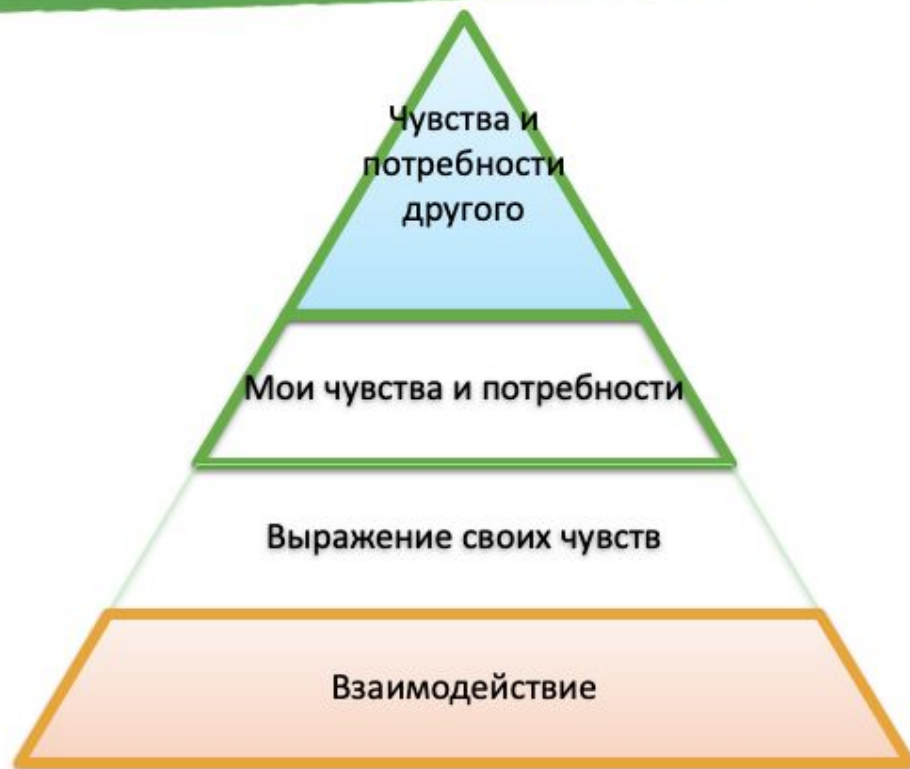 Чувства и
потребности
другого
Мои чувства и потребности
Выражение своих чувств
Взаимодействие